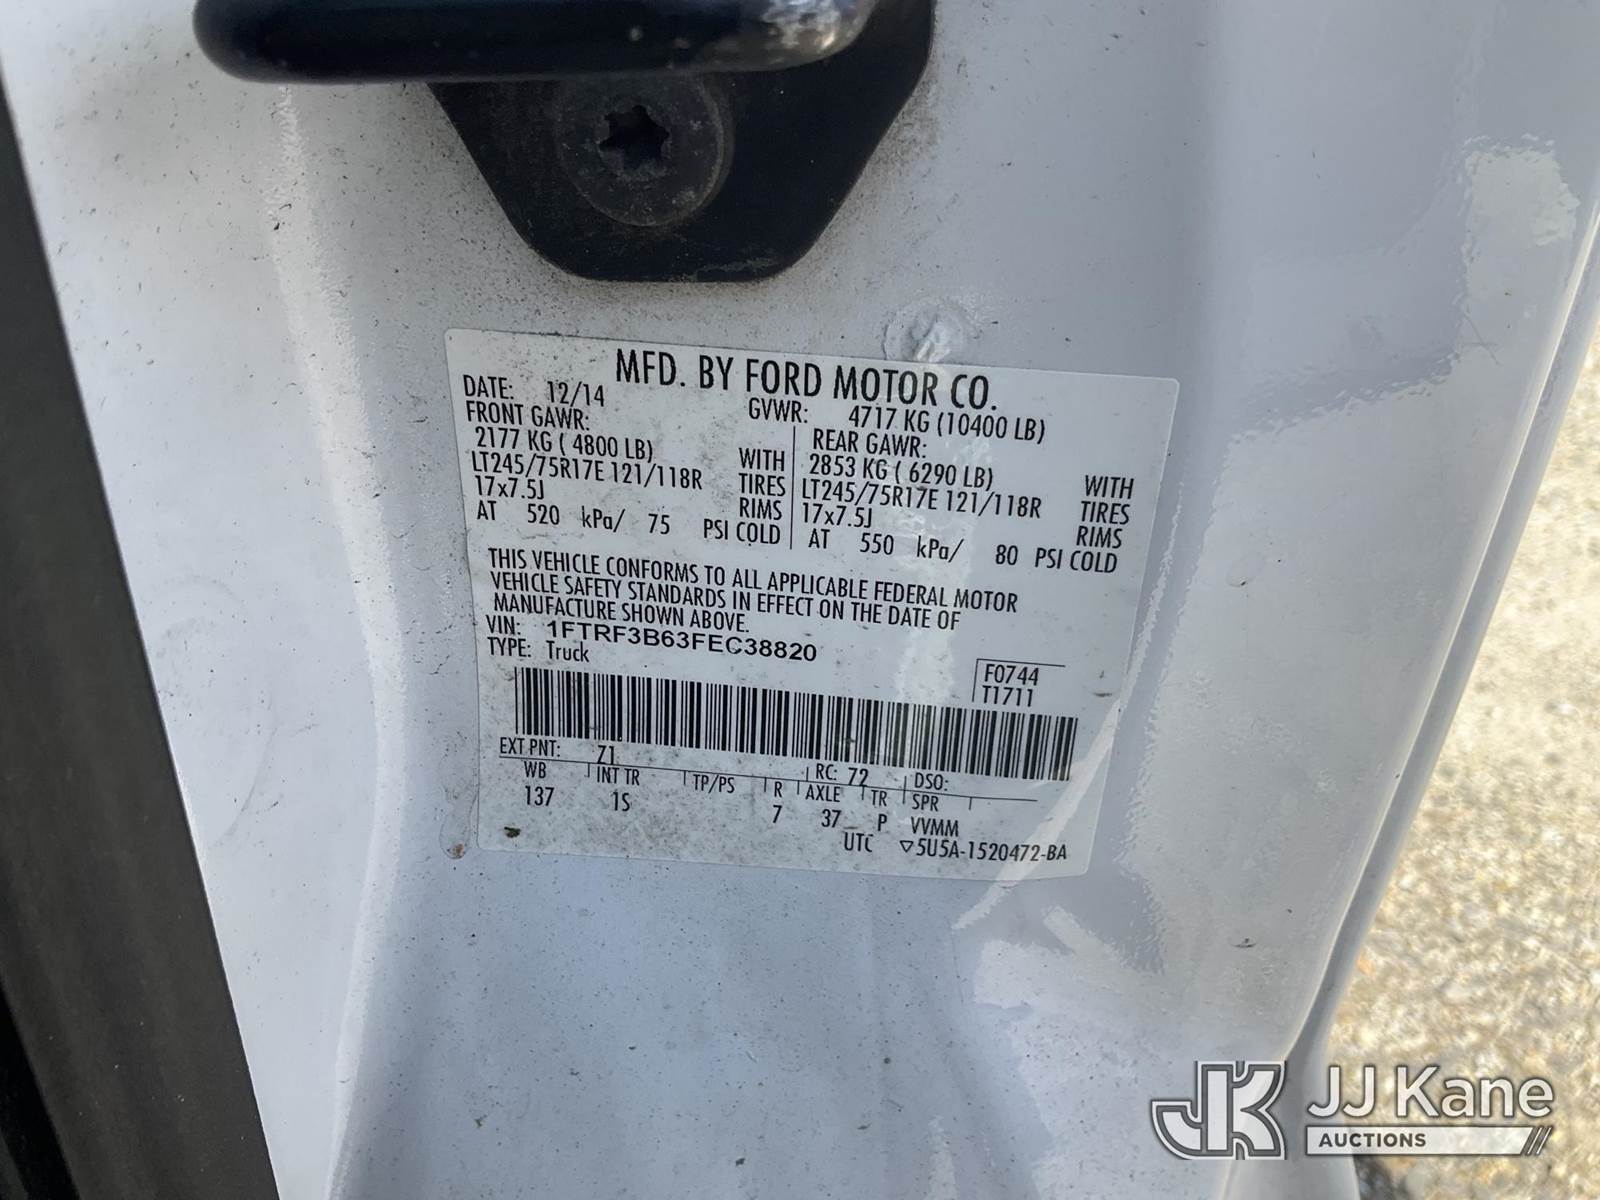 MFD. BY FORD MOTOR CO.
DATE: 12/14 GVWR: 4717 KG (10400 LB)
FRONT GAWR: REAR GAWR:
2177 KG ( 4800 LB) WITH 2853 KG ( 6290 LB) WITH
LT245/75R17E 121/118R TIRES LT245/75R17E 121/118R TIRES
17x7.5J RIMS 17x7.5J RIMS
AT 520 kPa/ 75 PSI COLD AT 550 kPa/ 80 PSI COLD
THIS VEHICLE CONFORMS TO ALL APPLICABLE FEDERAL MOTOR
VEHICLE SAFETY STANDARDS IN EFFECT ON THE DATE OF
MANUFACTURE SHOWN ABOVE.
VIN: 1FTRF3B63FEC38820
TYPE: Truck F0744
T1711
EXT PNT: 71 RC: 72 DSO:
WB INT TR TP/PS R AXLE TR SPR
137 1S 7 37 P VVMM
UTC ▽5U5A-1520472-BA
JK JJ Kane
AUCTIONS